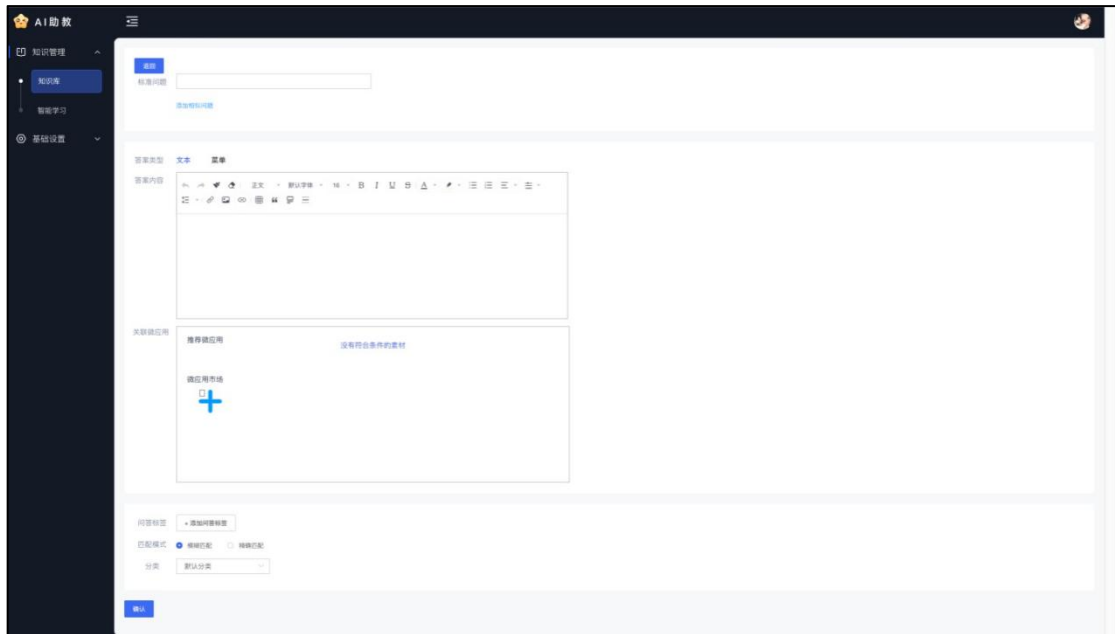 AI助教
知识管理
知识库
智能学习
基础设置
返回
标准问题
添加相似问题
答案类型 文本 菜单
答案内容
正文 默认字体 16 B I U S A
关联微应用
推荐微应用
没有符合条件的素材
微应用市场
问答标签 + 添加问答标签
匹配模式 模糊匹配 精确匹配
分类 默认分类
确认